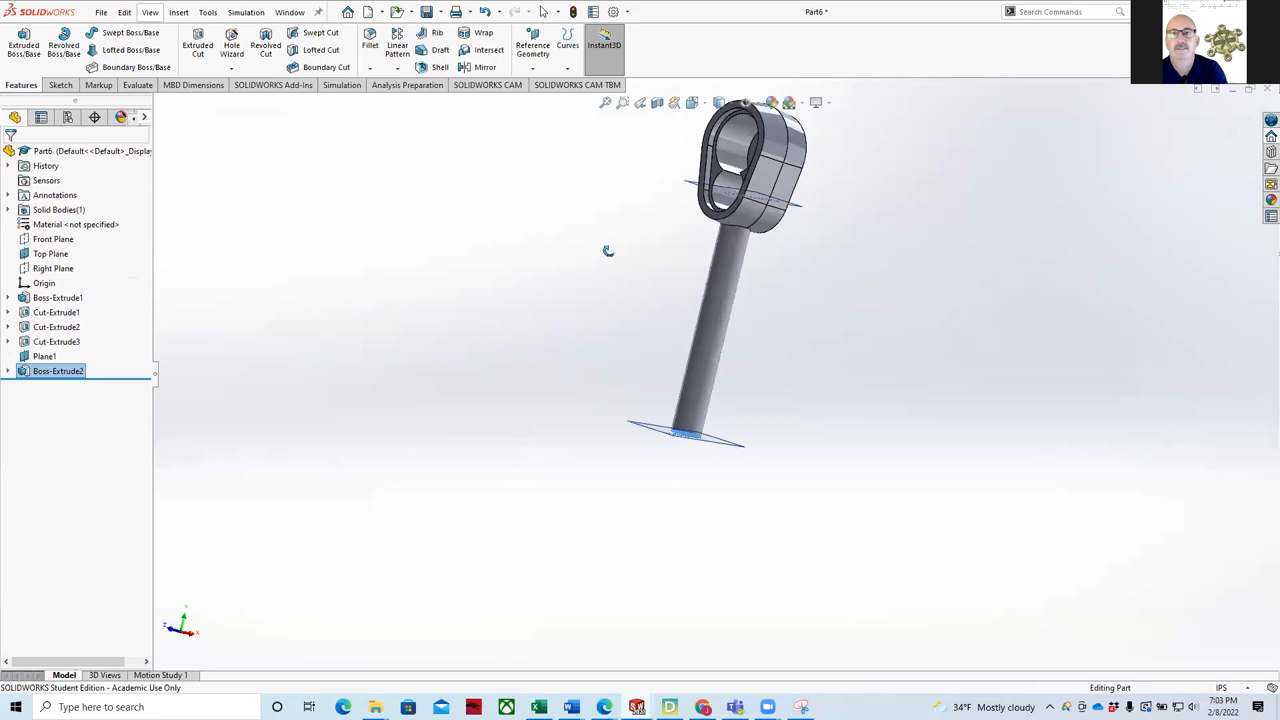 SOLIDWORKS File Edit View Insert Tools Simulation Window Part6 * Search Commands
Extruded Boss/Base Revolved Boss/Base Swept Boss/Base Lofted Boss/Base Boundary Boss/Base Extruded Cut Hole Wizard Revolved Cut Swept Cut Lofted Cut Boundary Cut Fillet Linear Pattern Rib Draft Shell Wrap Intersect Mirror Reference Geometry Curves Instant3D
Features Sketch Markup Evaluate MBD Dimensions SOLIDWORKS Add-Ins Simulation Analysis Preparation SOLIDWORKS CAM SOLIDWORKS CAM TBM
Part6 (Default<<Default>_Display
History
Sensors
Annotations
Solid Bodies(1)
Material <not specified>
Front Plane
Top Plane
Right Plane
Origin
Boss-Extrude1
Cut-Extrude1
Cut-Extrude2
Cut-Extrude3
Plane1
Boss-Extrude2
Y
Z
X
Model 3D Views Motion Study 1
SOLIDWORKS Student Edition - Academic Use Only Editing Part IPS
Type here to search 34°F Mostly cloudy 7:03 PM
2/8/2022